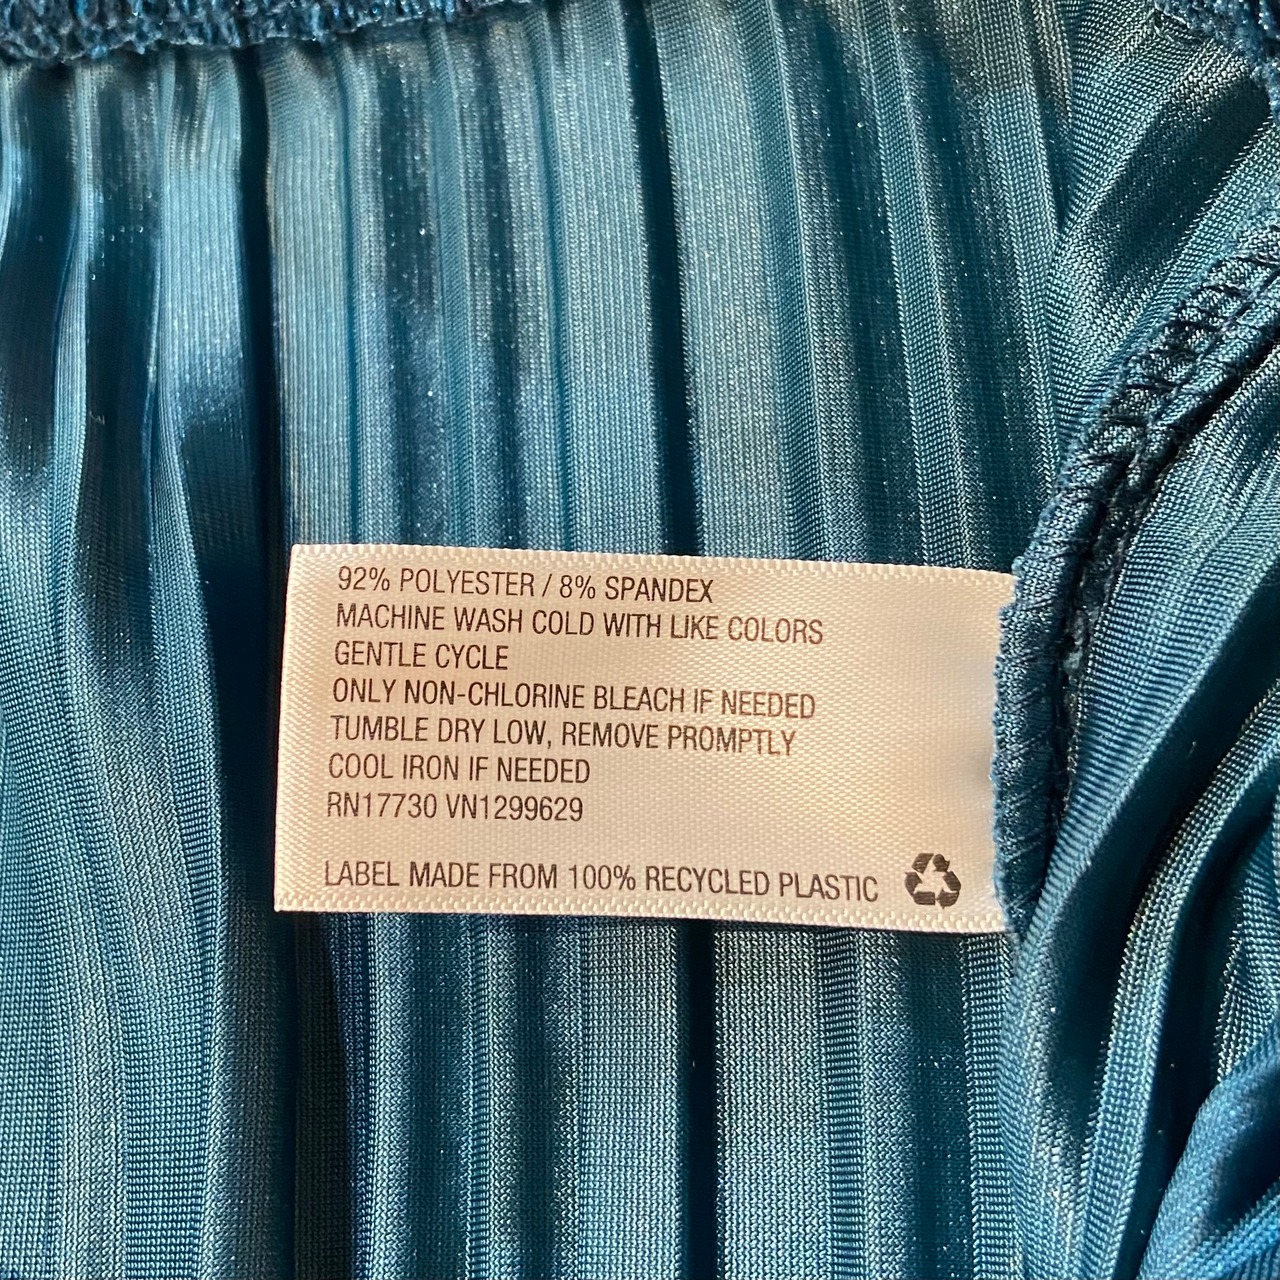 92% POLYESTER / 8% SPANDEX
MACHINE WASH COLD WITH LIKE COLORS
GENTLE CYCLE
ONLY NON-CHLORINE BLEACH IF NEEDED
TUMBLE DRY LOW, REMOVE PROMPTLY
COOL IRON IF NEEDED
RN17730 VN1299629
LABEL MADE FROM 100% RECYCLED PLASTIC